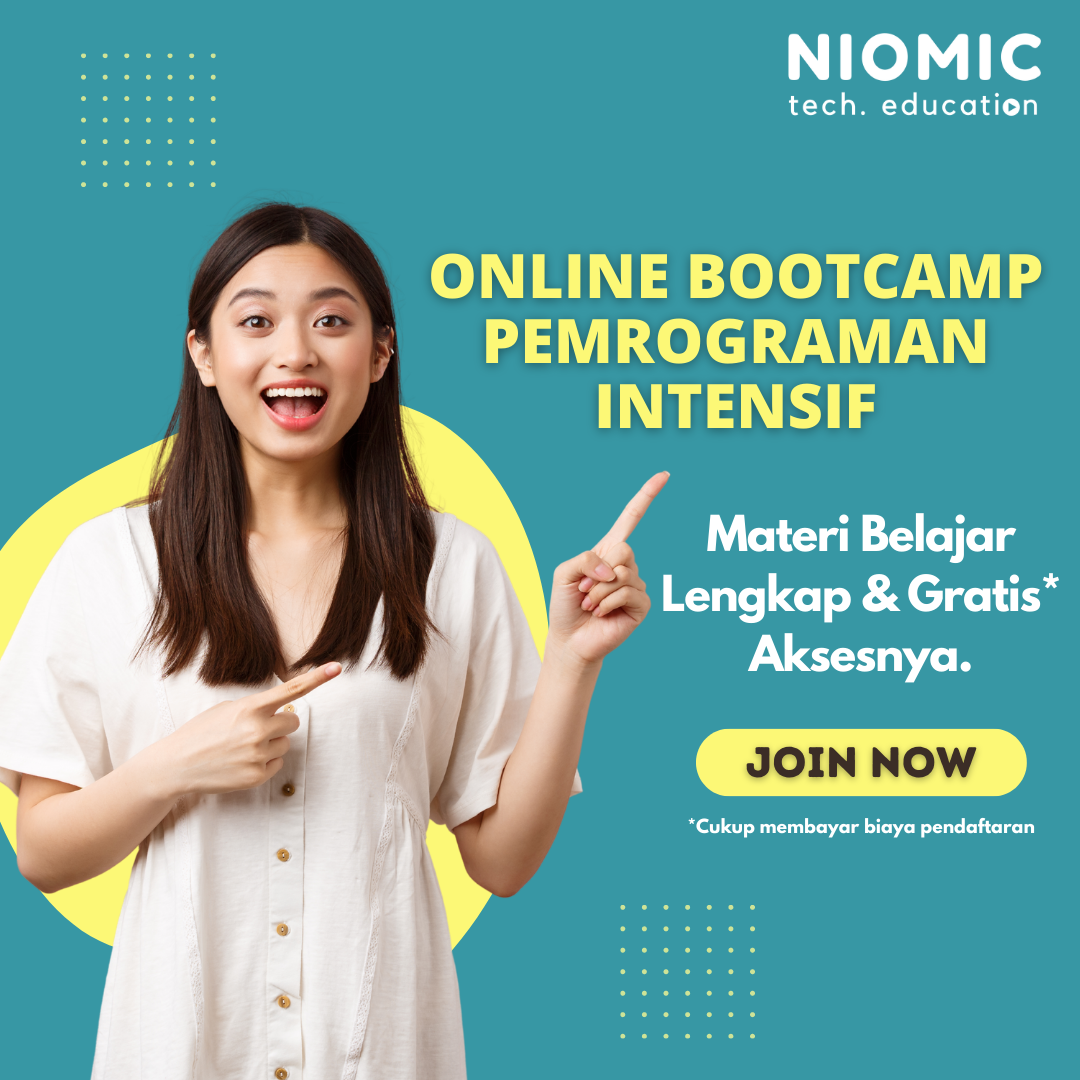 NIOMIC
tech. education
ONLINE BOOTCAMP
PEMROGRAMAN
INTENSIF
Materi Belajar
Lengkap & Gratis*
Aksesnya.
JOIN NOW
*Cukup membayar biaya pendaftaran